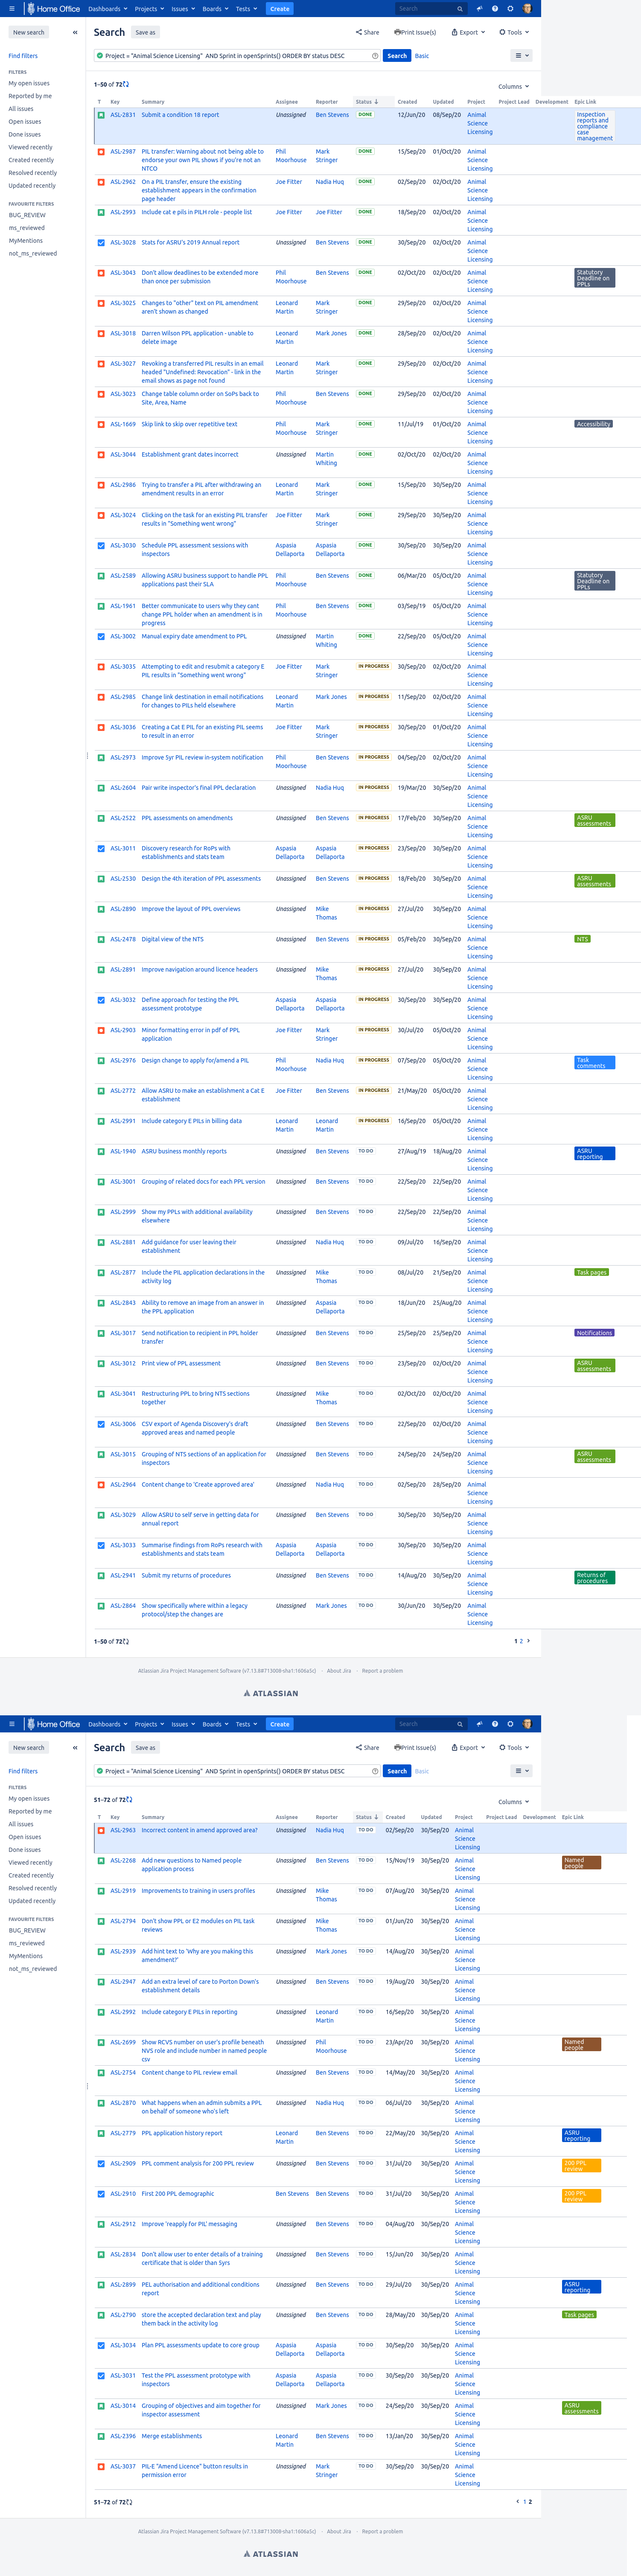 Home Office Dashboards Projects Issues Boards Tests Create Search
New search
Find filters
FILTERS
My open issues
Reported by me
All issues
Open issues
Done issues
Viewed recently
Created recently
Resolved recently
Updated recently
FAVOURITE FILTERS
BUG_REVIEW
ms_reviewed
MyMentions
not_ms_reviewed
Search Save as Share Print Issue(s) Export Tools
Project = "Animal Science Licensing" AND Sprint in openSprints() ORDER BY status DESC Search Basic
1–50 of 72 Columns
T Key Summary Assignee Reporter Status Created Updated Project Project Lead Development Epic Link
ASL-2831 Submit a condition 18 report Unassigned Ben Stevens DONE 12/Jun/20 08/Sep/20 Animal Science Licensing Inspection reports and compliance case management
ASL-2987 PIL transfer: Warning about not being able to endorse your own PIL shows if you're not an NTCO Phil Moorhouse Mark Stringer DONE 15/Sep/20 01/Oct/20 Animal Science Licensing
ASL-2962 On a PIL transfer, ensure the existing establishment appears in the confirmation page header Joe Fitter Nadia Huq DONE 02/Sep/20 02/Oct/20 Animal Science Licensing
ASL-2993 Include cat e pils in PILH role - people list Joe Fitter Joe Fitter DONE 18/Sep/20 02/Oct/20 Animal Science Licensing
ASL-3028 Stats for ASRU's 2019 Annual report Unassigned Ben Stevens DONE 30/Sep/20 02/Oct/20 Animal Science Licensing
ASL-3043 Don't allow deadlines to be extended more than once per submission Phil Moorhouse Ben Stevens DONE 02/Oct/20 02/Oct/20 Animal Science Licensing Statutory Deadline on PPLs
ASL-3025 Changes to "other" text on PIL amendment aren't shown as changed Leonard Martin Mark Stringer DONE 29/Sep/20 02/Oct/20 Animal Science Licensing
ASL-3018 Darren Wilson PPL application - unable to delete image Leonard Martin Mark Jones DONE 28/Sep/20 02/Oct/20 Animal Science Licensing
ASL-3027 Revoking a transferred PIL results in an email headed "Undefined: Revocation" - link in the email shows as page not found Leonard Martin Mark Stringer DONE 29/Sep/20 02/Oct/20 Animal Science Licensing
ASL-3023 Change table column order on SoPs back to Site, Area, Name Phil Moorhouse Ben Stevens DONE 29/Sep/20 02/Oct/20 Animal Science Licensing
ASL-1669 Skip link to skip over repetitive text Phil Moorhouse Mark Stringer DONE 11/Jul/19 01/Oct/20 Animal Science Licensing Accessibility
ASL-3044 Establishment grant dates incorrect Unassigned Martin Whiting DONE 02/Oct/20 02/Oct/20 Animal Science Licensing
ASL-2986 Trying to transfer a PIL after withdrawing an amendment results in an error Leonard Martin Mark Stringer DONE 15/Sep/20 30/Sep/20 Animal Science Licensing
ASL-3024 Clicking on the task for an existing PIL transfer results in "Something went wrong" Joe Fitter Mark Stringer DONE 29/Sep/20 30/Sep/20 Animal Science Licensing
ASL-3030 Schedule PPL assessment sessions with inspectors Aspasia Dellaporta Aspasia Dellaporta DONE 30/Sep/20 30/Sep/20 Animal Science Licensing
ASL-2589 Allowing ASRU business support to handle PPL applications past their SLA Phil Moorhouse Ben Stevens DONE 06/Mar/20 05/Oct/20 Animal Science Licensing Statutory Deadline on PPLs
ASL-1961 Better communicate to users why they cant change PPL holder when an amendment is in progress Phil Moorhouse Ben Stevens DONE 03/Sep/19 05/Oct/20 Animal Science Licensing
ASL-3002 Manual expiry date amendment to PPL Unassigned Martin Whiting DONE 22/Sep/20 05/Oct/20 Animal Science Licensing
ASL-3035 Attempting to edit and resubmit a category E PIL results in "Something went wrong" Joe Fitter Mark Stringer IN PROGRESS 30/Sep/20 02/Oct/20 Animal Science Licensing
ASL-2985 Change link destination in email notifications for changes to PILs held elsewhere Leonard Martin Mark Jones IN PROGRESS 11/Sep/20 02/Oct/20 Animal Science Licensing
ASL-3036 Creating a Cat E PIL for an existing PIL seems to result in an error Joe Fitter Mark Stringer IN PROGRESS 30/Sep/20 01/Oct/20 Animal Science Licensing
ASL-2973 Improve 5yr PIL review in-system notification Phil Moorhouse Ben Stevens IN PROGRESS 04/Sep/20 02/Oct/20 Animal Science Licensing
ASL-2604 Pair write inspector's final PPL declaration Unassigned Nadia Huq IN PROGRESS 19/Mar/20 30/Sep/20 Animal Science Licensing
ASL-2522 PPL assessments on amendments Unassigned Ben Stevens IN PROGRESS 17/Feb/20 30/Sep/20 Animal Science Licensing ASRU assessments
ASL-3011 Discovery research for RoPs with establishments and stats team Aspasia Dellaporta Aspasia Dellaporta IN PROGRESS 23/Sep/20 30/Sep/20 Animal Science Licensing
ASL-2530 Design the 4th iteration of PPL assessments Unassigned Ben Stevens IN PROGRESS 18/Feb/20 30/Sep/20 Animal Science Licensing ASRU assessments
ASL-2890 Improve the layout of PPL overviews Unassigned Mike Thomas IN PROGRESS 27/Jul/20 30/Sep/20 Animal Science Licensing
ASL-2478 Digital view of the NTS Unassigned Ben Stevens IN PROGRESS 05/Feb/20 30/Sep/20 Animal Science Licensing NTS
ASL-2891 Improve navigation around licence headers Unassigned Mike Thomas IN PROGRESS 27/Jul/20 30/Sep/20 Animal Science Licensing
ASL-3032 Define approach for testing the PPL assessment prototype Aspasia Dellaporta Aspasia Dellaporta IN PROGRESS 30/Sep/20 30/Sep/20 Animal Science Licensing
ASL-2903 Minor formatting error in pdf of PPL application Joe Fitter Mark Stringer IN PROGRESS 30/Jul/20 05/Oct/20 Animal Science Licensing
ASL-2976 Design change to apply for/amend a PIL Phil Moorhouse Nadia Huq IN PROGRESS 07/Sep/20 05/Oct/20 Animal Science Licensing Task comments
ASL-2772 Allow ASRU to make an establishment a Cat E establishment Joe Fitter Ben Stevens IN PROGRESS 21/May/20 05/Oct/20 Animal Science Licensing
ASL-2991 Include category E PILs in billing data Leonard Martin Leonard Martin IN PROGRESS 16/Sep/20 05/Oct/20 Animal Science Licensing
ASL-1940 ASRU business monthly reports Unassigned Ben Stevens TO DO 27/Aug/19 18/Aug/20 Animal Science Licensing ASRU reporting
ASL-3001 Grouping of related docs for each PPL version Unassigned Ben Stevens TO DO 22/Sep/20 22/Sep/20 Animal Science Licensing
ASL-2999 Show my PPLs with additional availability elsewhere Unassigned Ben Stevens TO DO 22/Sep/20 22/Sep/20 Animal Science Licensing
ASL-2881 Add guidance for user leaving their establishment Unassigned Nadia Huq TO DO 09/Jul/20 16/Sep/20 Animal Science Licensing
ASL-2877 Include the PIL application declarations in the activity log Unassigned Mike Thomas TO DO 08/Jul/20 21/Sep/20 Animal Science Licensing Task pages
ASL-2843 Ability to remove an image from an answer in the PPL application Unassigned Aspasia Dellaporta TO DO 18/Jun/20 25/Aug/20 Animal Science Licensing
ASL-3017 Send notification to recipient in PPL holder transfer Unassigned Ben Stevens TO DO 25/Sep/20 25/Sep/20 Animal Science Licensing Notifications
ASL-3012 Print view of PPL assessment Unassigned Ben Stevens TO DO 23/Sep/20 02/Oct/20 Animal Science Licensing ASRU assessments
ASL-3041 Restructuring PPL to bring NTS sections together Unassigned Mike Thomas TO DO 02/Oct/20 02/Oct/20 Animal Science Licensing
ASL-3006 CSV export of Agenda Discovery's draft approved areas and named people Unassigned Ben Stevens TO DO 22/Sep/20 02/Oct/20 Animal Science Licensing
ASL-3015 Grouping of NTS sections of an application for inspectors Unassigned Ben Stevens TO DO 24/Sep/20 24/Sep/20 Animal Science Licensing ASRU assessments
ASL-2964 Content change to 'Create approved area' Unassigned Nadia Huq TO DO 02/Sep/20 28/Sep/20 Animal Science Licensing
ASL-3029 Allow ASRU to self serve in getting data for annual report Unassigned Ben Stevens TO DO 30/Sep/20 30/Sep/20 Animal Science Licensing
ASL-3033 Summarise findings from RoPs research with establishments and stats team Aspasia Dellaporta Aspasia Dellaporta TO DO 30/Sep/20 30/Sep/20 Animal Science Licensing
ASL-2941 Submit my returns of procedures Unassigned Ben Stevens TO DO 14/Aug/20 30/Sep/20 Animal Science Licensing Returns of procedures
ASL-2864 Show specifically where within a legacy protocol/step the changes are Unassigned Mark Jones TO DO 30/Jun/20 30/Sep/20 Animal Science Licensing
1–50 of 72 1 2
Atlassian Jira Project Management Software (v7.13.8#713008-sha1:1606a5c) About Jira Report a problem
ATLASSIAN
Home Office Dashboards Projects Issues Boards Tests Create Search
New search
Find filters
FILTERS
My open issues
Reported by me
All issues
Open issues
Done issues
Viewed recently
Created recently
Resolved recently
Updated recently
FAVOURITE FILTERS
BUG_REVIEW
ms_reviewed
MyMentions
not_ms_reviewed
Search Save as Share Print Issue(s) Export Tools
Project = "Animal Science Licensing" AND Sprint in openSprints() ORDER BY status DESC Search Basic
51–72 of 72 Columns
T Key Summary Assignee Reporter Status Created Updated Project Project Lead Development Epic Link
ASL-2963 Incorrect content in amend approved area? Unassigned Nadia Huq TO DO 02/Sep/20 30/Sep/20 Animal Science Licensing
ASL-2268 Add new questions to Named people application process Unassigned Ben Stevens TO DO 15/Nov/19 30/Sep/20 Animal Science Licensing Named people
ASL-2919 Improvements to training in users profiles Unassigned Mike Thomas TO DO 07/Aug/20 30/Sep/20 Animal Science Licensing
ASL-2794 Don't show PPL or E2 modules on PIL task reviews Unassigned Mike Thomas TO DO 01/Jun/20 30/Sep/20 Animal Science Licensing
ASL-2939 Add hint text to 'Why are you making this amendment?' Unassigned Mark Jones TO DO 14/Aug/20 30/Sep/20 Animal Science Licensing
ASL-2947 Add an extra level of care to Porton Down's establishment details Unassigned Ben Stevens TO DO 19/Aug/20 30/Sep/20 Animal Science Licensing
ASL-2992 Include category E PILs in reporting Unassigned Leonard Martin TO DO 16/Sep/20 30/Sep/20 Animal Science Licensing
ASL-2699 Show RCVS number on user's profile beneath NVS role and include number in named people csv Unassigned Phil Moorhouse TO DO 23/Apr/20 30/Sep/20 Animal Science Licensing Named people
ASL-2754 Content change to PIL review email Unassigned Ben Stevens TO DO 14/May/20 30/Sep/20 Animal Science Licensing
ASL-2870 What happens when an admin submits a PPL on behalf of someone who's left Unassigned Nadia Huq TO DO 06/Jul/20 30/Sep/20 Animal Science Licensing
ASL-2779 PPL application history report Leonard Martin Ben Stevens TO DO 22/May/20 30/Sep/20 Animal Science Licensing ASRU reporting
ASL-2909 PPL comment analysis for 200 PPL review Unassigned Ben Stevens TO DO 31/Jul/20 30/Sep/20 Animal Science Licensing 200 PPL review
ASL-2910 First 200 PPL demographic Ben Stevens Ben Stevens TO DO 31/Jul/20 30/Sep/20 Animal Science Licensing 200 PPL review
ASL-2912 Improve 'reapply for PIL' messaging Unassigned Ben Stevens TO DO 04/Aug/20 30/Sep/20 Animal Science Licensing
ASL-2834 Don't allow user to enter details of a training certificate that is older than 5yrs Unassigned Ben Stevens TO DO 15/Jun/20 30/Sep/20 Animal Science Licensing
ASL-2899 PEL authorisation and additional conditions report Unassigned Ben Stevens TO DO 29/Jul/20 30/Sep/20 Animal Science Licensing ASRU reporting
ASL-2790 store the accepted declaration text and play them back in the activity log Unassigned Ben Stevens TO DO 28/May/20 30/Sep/20 Animal Science Licensing Task pages
ASL-3034 Plan PPL assessments update to core group Aspasia Dellaporta Aspasia Dellaporta TO DO 30/Sep/20 30/Sep/20 Animal Science Licensing
ASL-3031 Test the PPL assessment prototype with inspectors Aspasia Dellaporta Aspasia Dellaporta TO DO 30/Sep/20 30/Sep/20 Animal Science Licensing
ASL-3014 Grouping of objectives and aim together for inspector assessment Unassigned Mark Jones TO DO 24/Sep/20 30/Sep/20 Animal Science Licensing ASRU assessments
ASL-2396 Merge establishments Leonard Martin Ben Stevens TO DO 13/Jan/20 30/Sep/20 Animal Science Licensing
ASL-3037 PIL-E "Amend Licence" button results in permission error Unassigned Mark Stringer TO DO 30/Sep/20 30/Sep/20 Animal Science Licensing
51–72 of 72 1 2
Atlassian Jira Project Management Software (v7.13.8#713008-sha1:1606a5c) About Jira Report a problem
ATLASSIAN